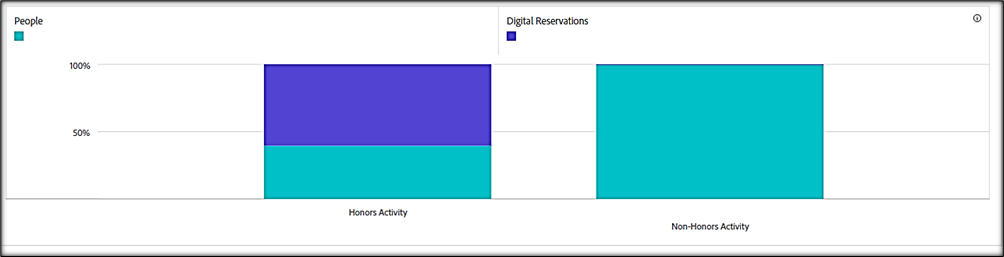 People
Digital Reservations
100%
50%
Honors Activity
Non-Honors Activity